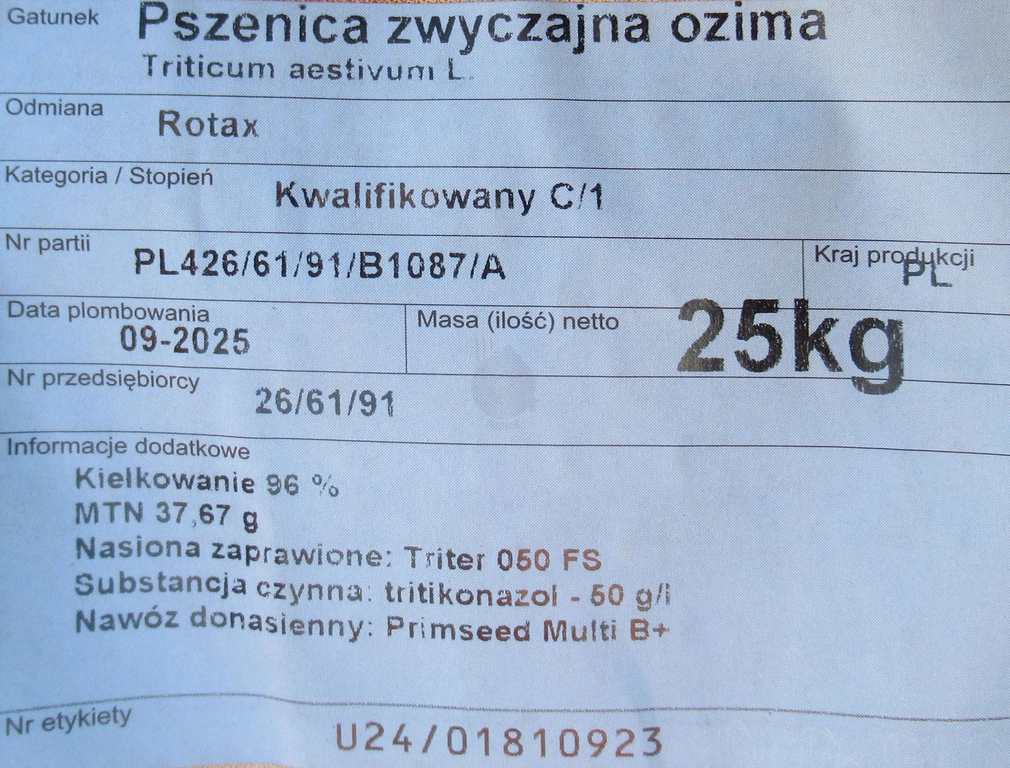 Gatunek Pszenica zwyczajna ozima
Triticum aestivum L.
Odmiana Rotax
Kategoria / Stopień Kwalifikowany C/1
Nr partii PL426/61/91/B1087/A Kraj produkcji PL
Data plombowania 09-2025 Masa (ilość) netto 25kg
Nr przedsiębiorcy 26/61/91
Informacje dodatkowe
Kiełkowanie 96 %
MTN 37,67 g
Nasiona zaprawione: Triter 050 FS
Substancja czynna: tritikonazol - 50 g/l
Nawóz donasienny: Primseed Multi B+
Nr etykiety U24/01810923